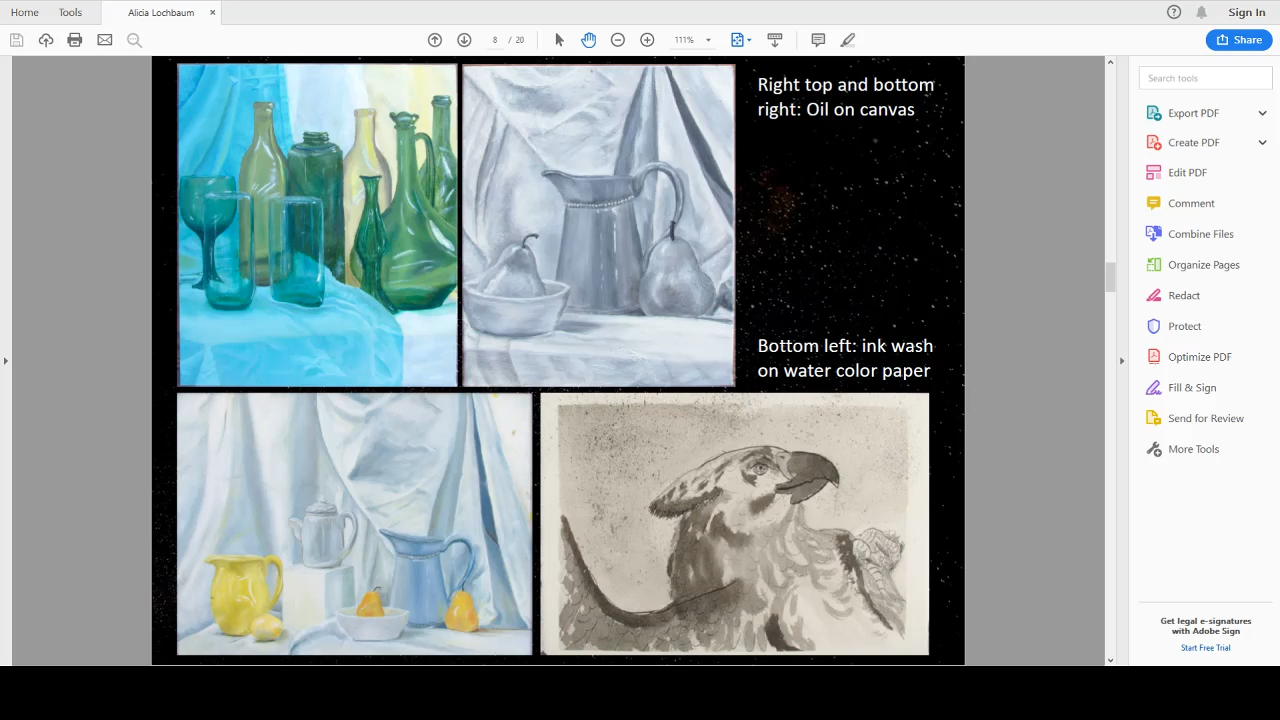 Home
Tools
Alicia Lochbaum
×
Sign In
8 / 20
111%
Share
Right top and bottom
right: Oil on canvas
Bottom left: ink wash
on water color paper
Search tools
Export PDF
Create PDF
Edit PDF
Comment
Combine Files
Organize Pages
Redact
Protect
Optimize PDF
Fill & Sign
Send for Review
More Tools
Get legal e-signatures
with Adobe Sign
Start Free Trial